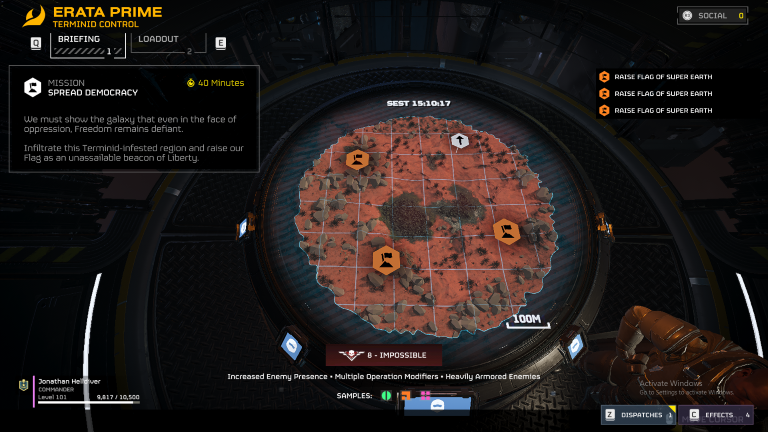 ERATA PRIME
TERMINID CONTROL
SOCIAL 0
Q BRIEFING 1 LOADOUT 2 E
MISSION 40 Minutes
SPREAD DEMOCRACY
We must show the galaxy that even in the face of
oppression, Freedom remains defiant.
Infiltrate this Terminid-infested region and raise our
Flag as an unassailable beacon of Liberty.
RAISE FLAG OF SUPER EARTH
RAISE FLAG OF SUPER EARTH
RAISE FLAG OF SUPER EARTH
SEST 15:10:17
100M
8 - IMPOSSIBLE
Increased Enemy Presence • Multiple Operation Modifiers • Heavily Armored Enemies
SAMPLES:
Jonathan Helldiver
COMMANDER
Level 101 9,817 / 10,500
Activate Windows
Go to Settings to activate Windows.
Z DISPATCHES 1 C EFFECTS 4
CURSOR